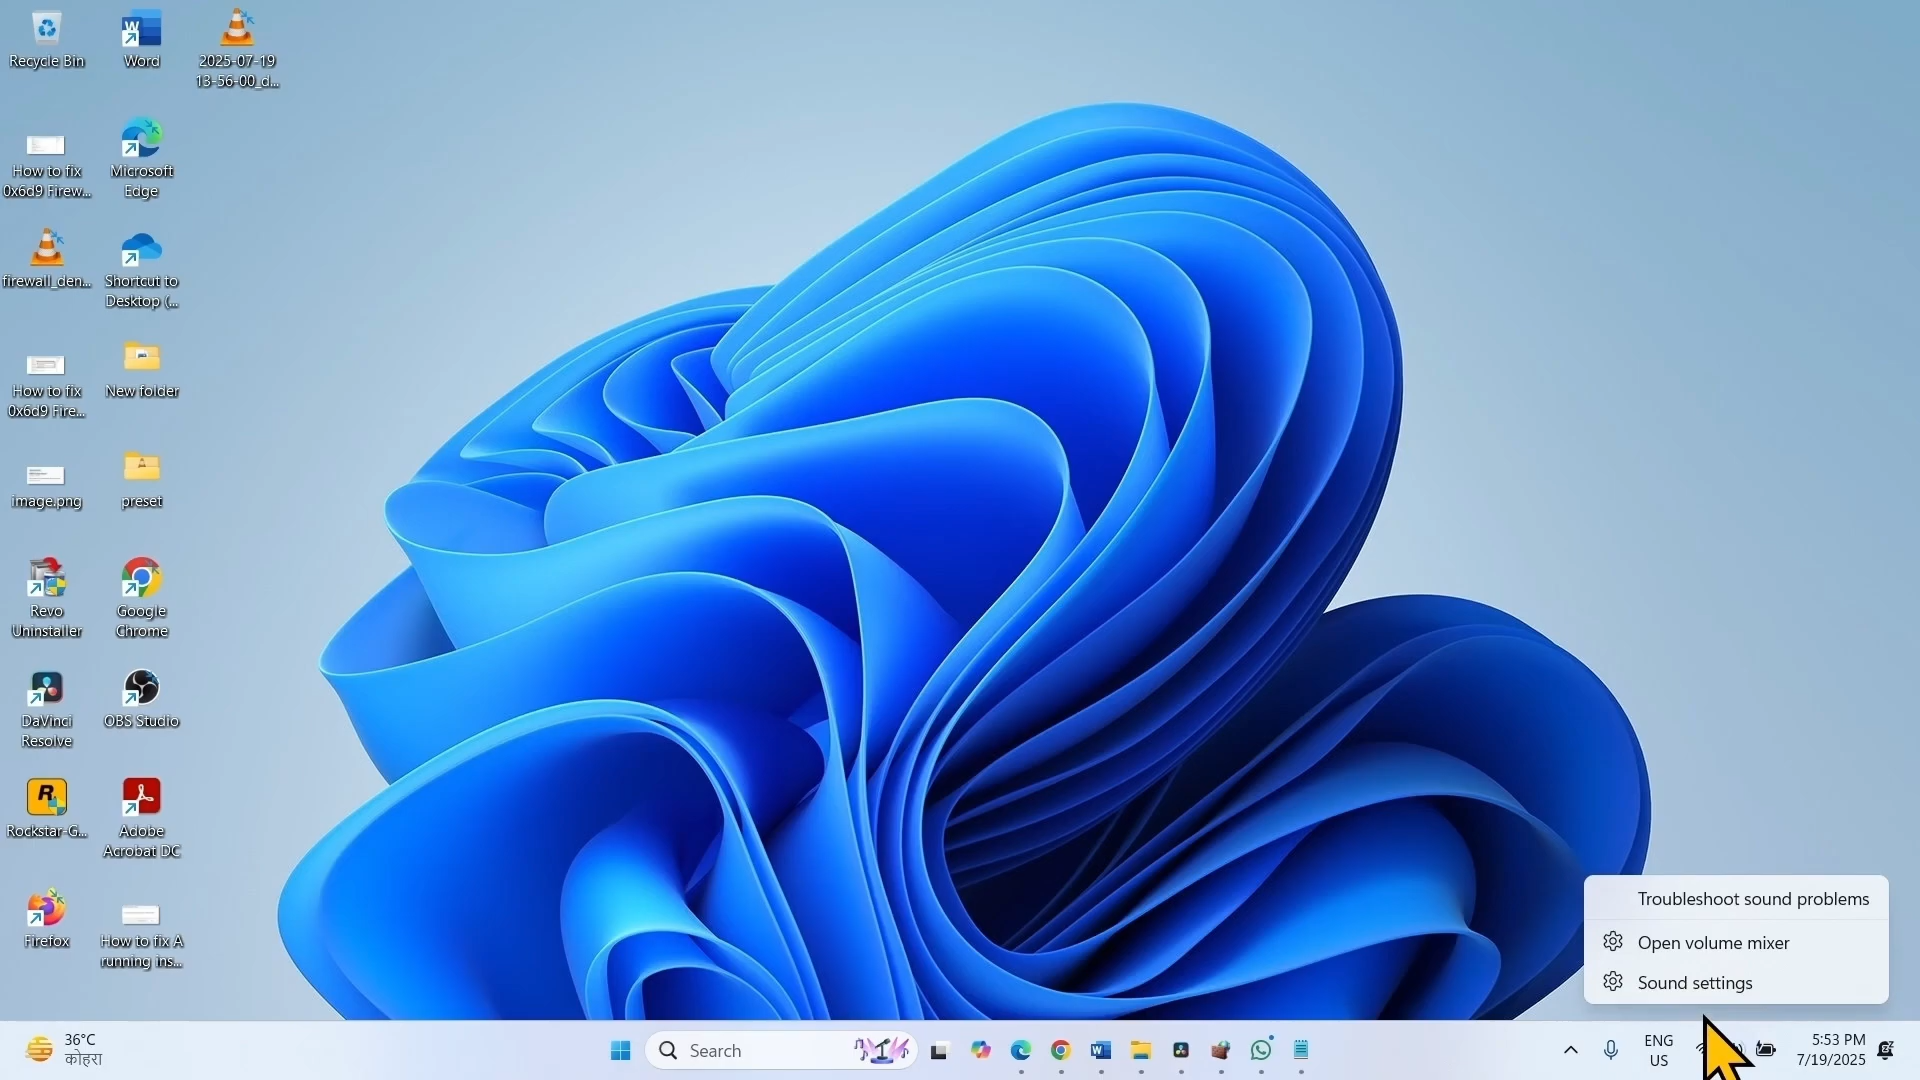 Recycle Bin
Word
2025-07-19
13-56-00_d...
How to fix
0x6d9 Firew...
Microsoft
Edge
firewall_den...
Shortcut to
Desktop (...
How to fix
0x6d9 Fire...
New folder
image.png
preset
Revo
Uninstaller
Google
Chrome
DaVinci
Resolve
OBS Studio
Rockstar-G...
Adobe
Acrobat DC
Firefox
How to fix A
running ins...
Troubleshoot sound problems
Open volume mixer
Sound settings
36°C
कोहरा
Search
ENG
US
5:53 PM
7/19/2025